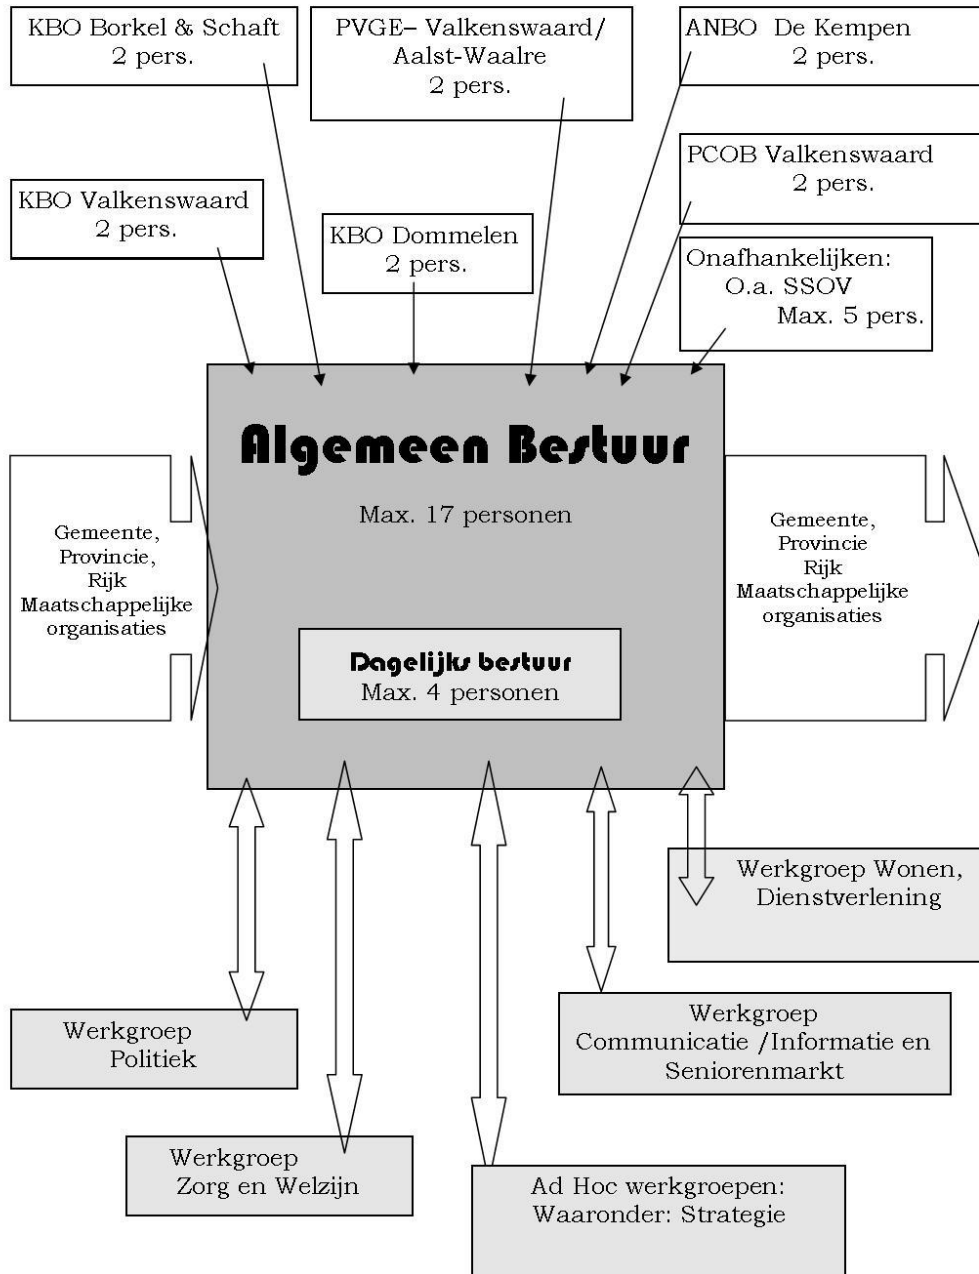 KBO Borkel & Schaft
2 pers.
PVGE– Valkenswaard/
Aalst-Waalre
2 pers.
ANBO De Kempen
2 pers.
KBO Valkenswaard
2 pers.
KBO Dommelen
2 pers.
PCOB Valkenswaard
2 pers.
Onafhankelijken:
O.a. SSOV
Max. 5 pers.
Algemeen Bestuur
Max. 17 personen
Gemeente,
Provincie,
Rijk
Maatschappelijke
organisaties
Dagelijks bestuur
Max. 4 personen
Gemeente,
Provincie
Rijk
Maatschappelijke
organisaties
Werkgroep Wonen,
Dienstverlening
Werkgroep
Politiek
Werkgroep
Communicatie /Informatie en
Seniorenmarkt
Werkgroep
Zorg en Welzijn
Ad Hoc werkgroepen:
Waaronder: Strategie